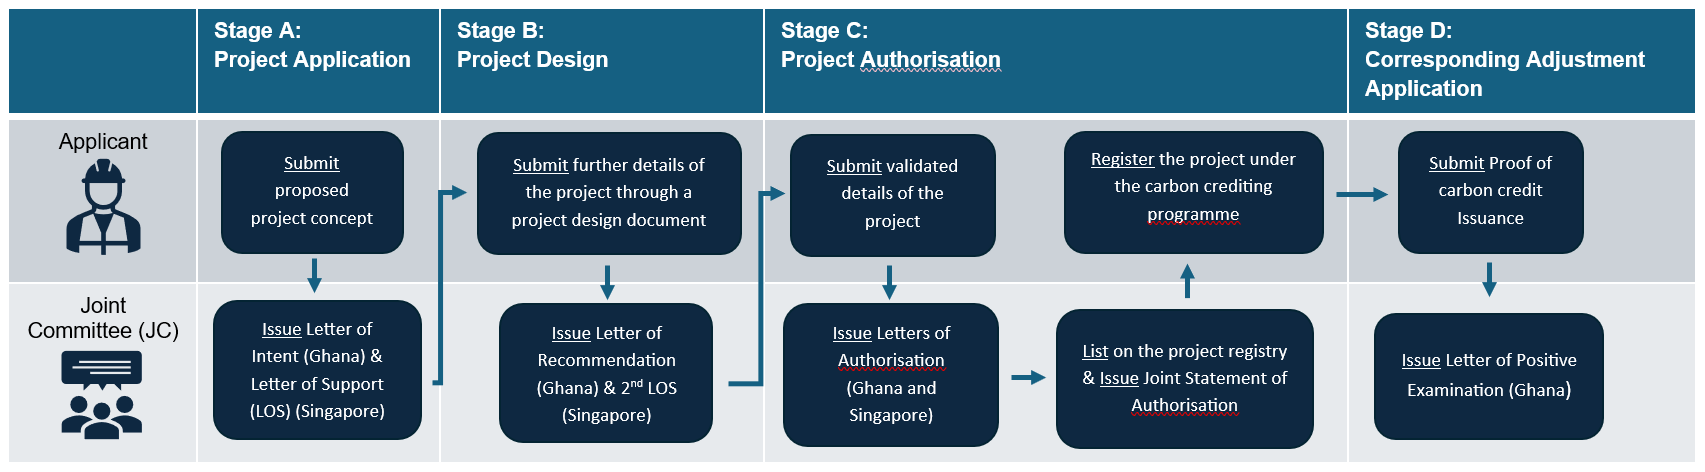 Stage A:
Project Application
Stage B:
Project Design
Stage C:
Project Authorisation
Stage D:
Corresponding Adjustment
Application
Applicant
Submit
proposed
project concept
Submit further details of
the project through a
project design document
Submit validated
details of the
project
Register the project under
the carbon crediting
programme
Submit Proof of
carbon credit
Issuance
Joint
Committee (JC)
Issue Letter of
Intent (Ghana) &
Letter of Support
(LOS) (Singapore)
Issue Letter of
Recommendation
(Ghana) & 2nd LOS
(Singapore)
Issue Letters of
Authorisation
(Ghana and
Singapore)
List on the project registry
& Issue Joint Statement of
Authorisation
Issue Letter of Positive
Examination (Ghana)